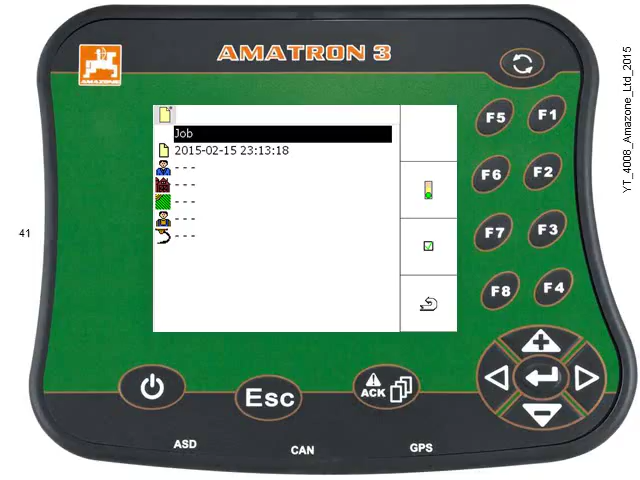 AMATRON 3
AMAZONE
Job
2015-02-15 23:13:18
- - -
- - -
- - -
- - -
- - -
F5
F1
F6
F2
F7
F3
F8
F4
Esc
ACK
ASD
CAN
GPS
41
YT_4008_Amazone_Ltd_2015